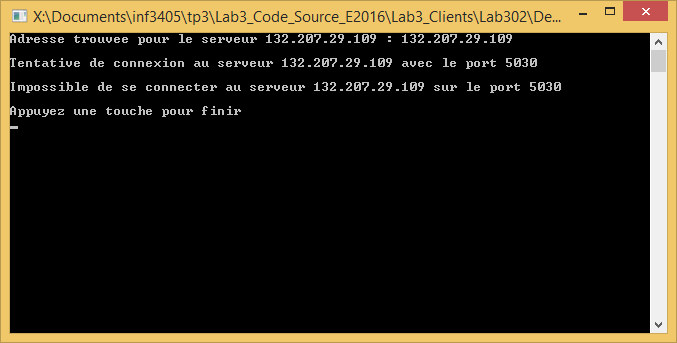 X:\Documents\inf3405\tp3\Lab3_Code_Source_E2016\Lab3_Clients\Lab302\De...
Adresse trouvee pour le serveur 132.207.29.109 : 132.207.29.109
Tentative de connexion au serveur 132.207.29.109 avec le port 5030
Impossible de se connecter au serveur 132.207.29.109 sur le port 5030
Appuyez une touche pour finir